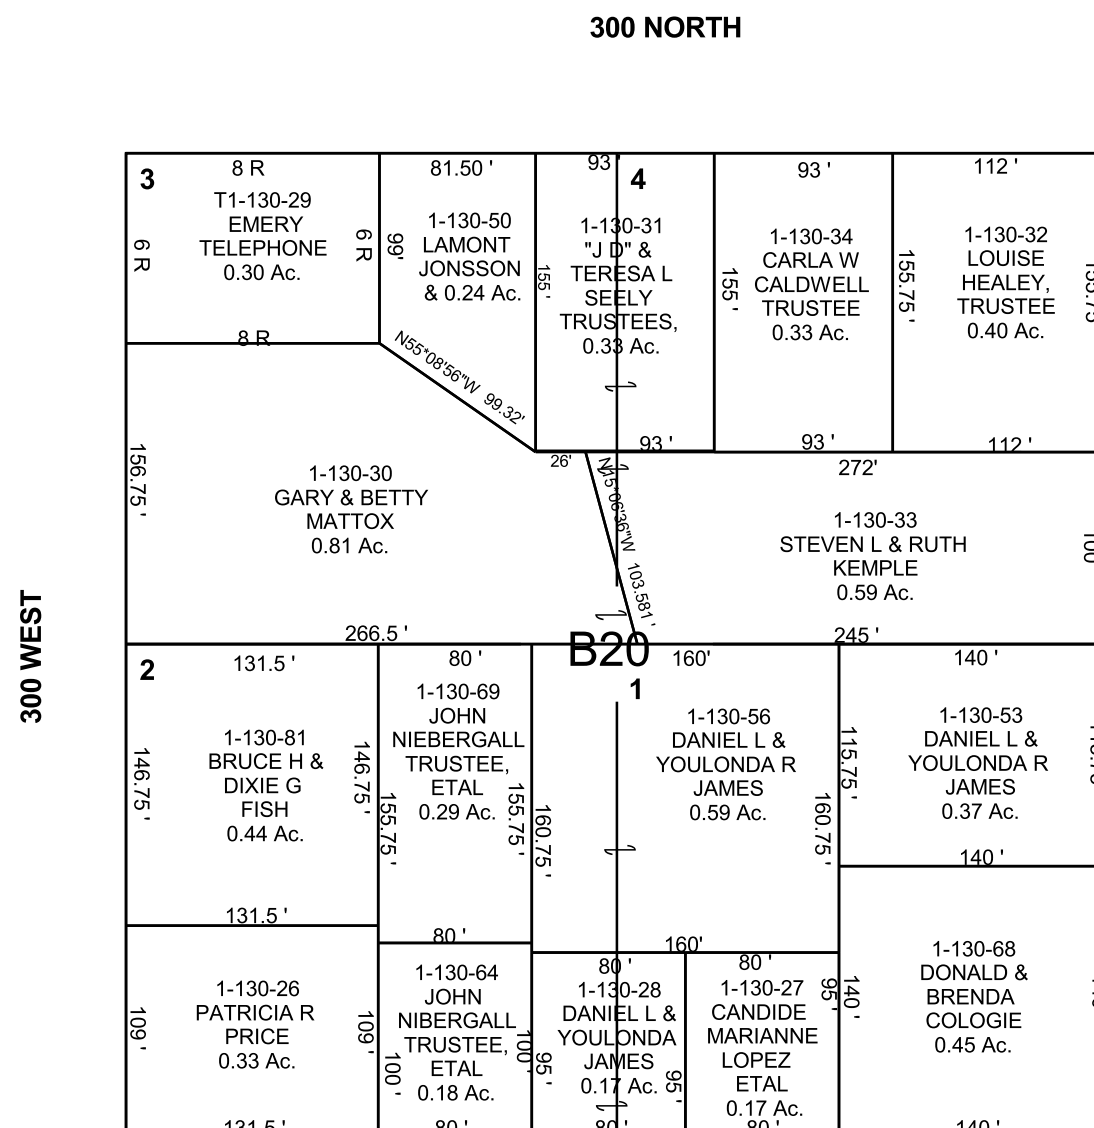 300 NORTH
3
8 R
T1-130-29
EMERY
TELEPHONE
0.30 Ac.
6 R
6 R
8 R
81.50 '
1-130-50
LAMONT
JONSSON
& 0.24 Ac.
99'
N55°08'56"W 99.32'
93 '
4
1-130-31
"J D" &
TERESA L
SEELY
TRUSTEES,
0.33 Ac.
155 '
93 '
93 '
1-130-34
CARLA W
CALDWELL
TRUSTEE
0.33 Ac.
155 '
155.75 '
93 '
112 '
1-130-32
LOUISE
HEALEY,
TRUSTEE
0.40 Ac.
112 '
156.75 '
1-130-30
GARY & BETTY
MATTOX
0.81 Ac.
266.5 '
26'
N15°06'36"W 103.581 '
272'
1-130-33
STEVEN L & RUTH
KEMPLE
0.59 Ac.
100
245 '
300 WEST
B20
2
131.5 '
1-130-81
BRUCE H &
DIXIE G
FISH
0.44 Ac.
146.75 '
146.75 '
131.5 '
80 '
1-130-69
JOHN
NIEBERGALL
TRUSTEE,
ETAL
0.29 Ac.
155.75 '
155.75 '
80 '
160'
1
1-130-56
DANIEL L &
YOULONDA R
JAMES
0.59 Ac.
160.75 '
160.75 '
160'
140 '
1-130-53
DANIEL L &
YOULONDA R
JAMES
0.37 Ac.
115.75 '
140 '
1-130-26
PATRICIA R
PRICE
0.33 Ac.
109 '
109 '
131.5 '
1-130-64
JOHN
NIBERGALL
TRUSTEE,
ETAL
0.18 Ac.
100 '
100 '
80 '
80 '
1-130-28
DANIEL L &
YOULONDA
JAMES
0.17 Ac.
95 '
95 '
80 '
80 '
1-130-27
CANDIDE
MARIANNE
LOPEZ
ETAL
0.17 Ac.
95 '
80 '
1-130-68
DONALD &
BRENDA
COLOGIE
0.45 Ac.
140 '
140 '